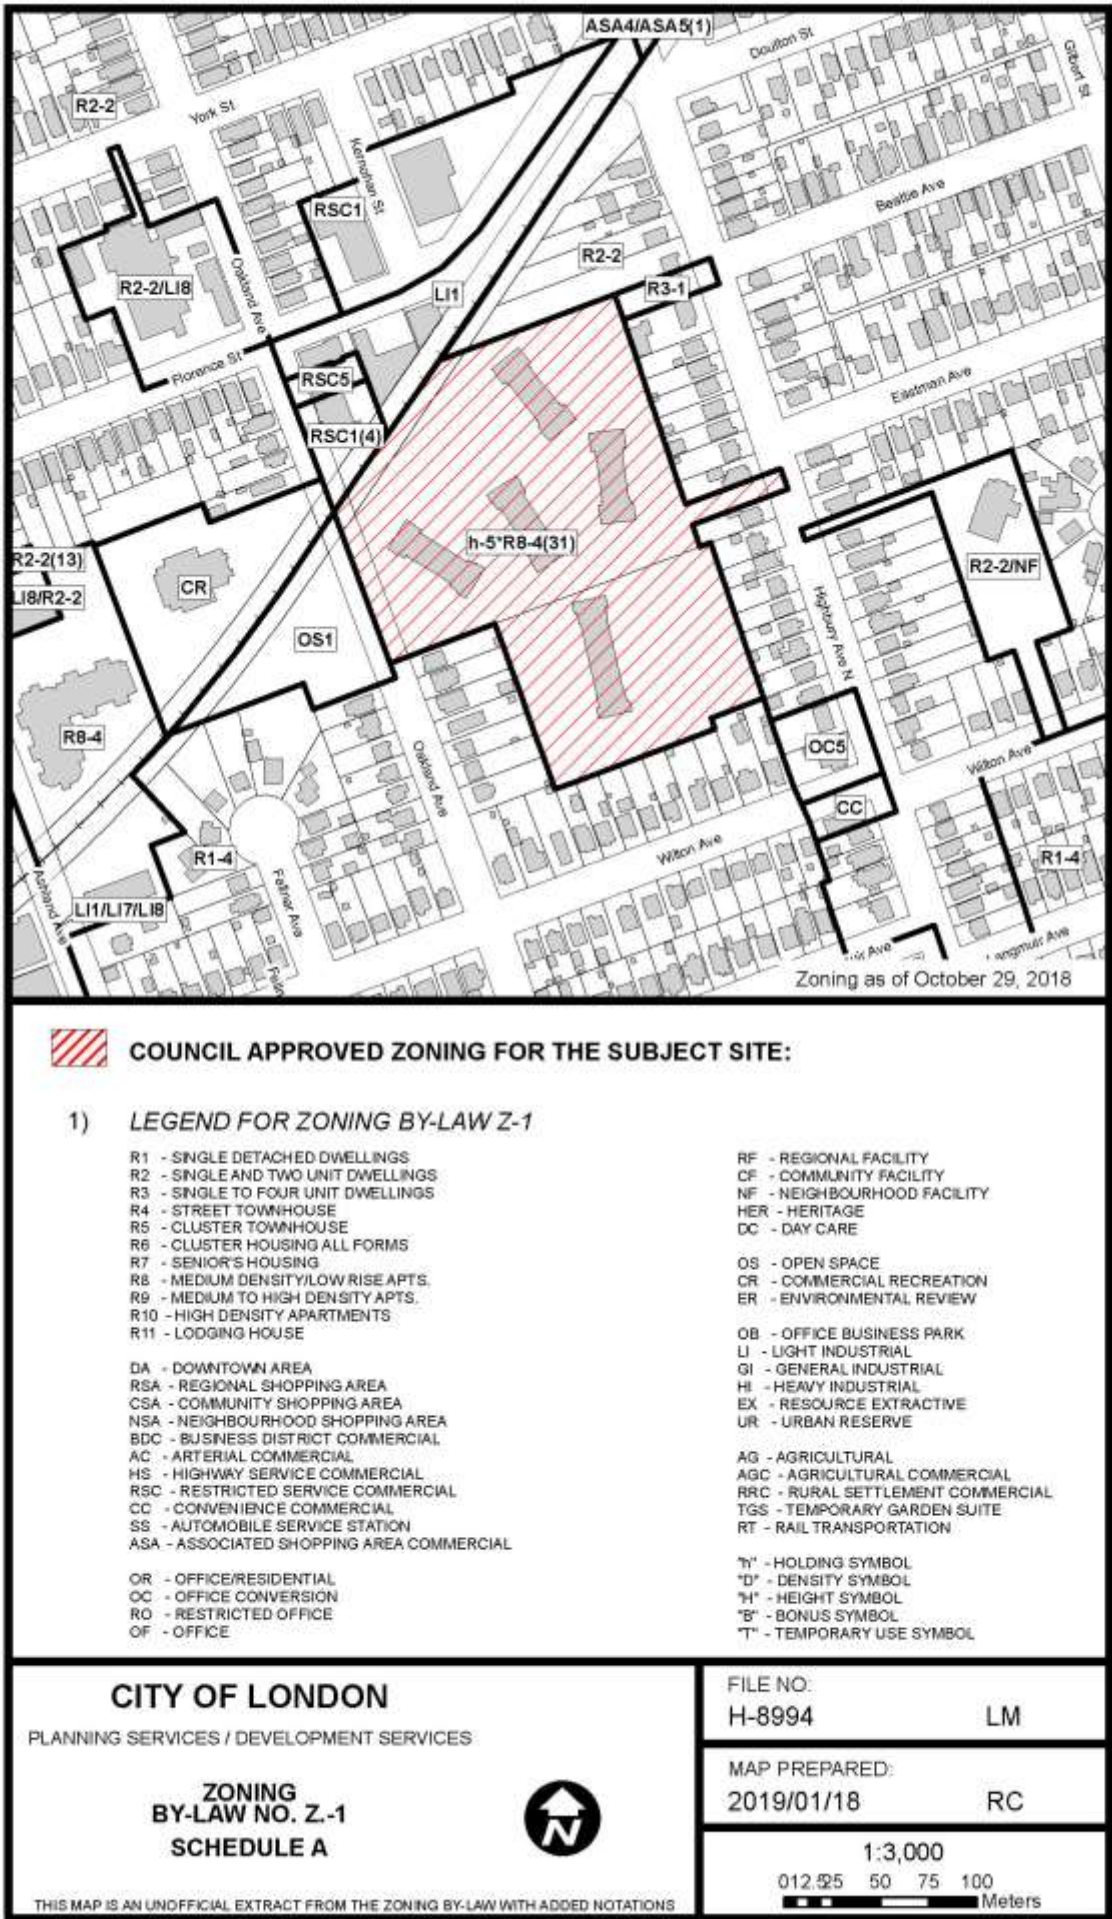 ASA4/ASA5(1)
Doulton St
Gilbert St
R2-2
York St
Kernohan St
Beattie Ave
RSC1
R2-2
R2-2/LI8
Oakland Ave
LI1
R3-1
Florence St
RSC5
Eastman Ave
RSC1(4)
h-5*R8-4(31)
R2-2(13)
CR
R2-2/NF
LI8/R2-2
OS1
Highbury Ave N
R8-4
Oakland Ave
OC5
Wilton Ave
CC
Wilton Ave
R1-4
R1-4
Ashland Ave
LI1/LI7/LI8
Fellner Ave
Zoning as of October 29, 2018
COUNCIL APPROVED ZONING FOR THE SUBJECT SITE:
1) LEGEND FOR ZONING BY-LAW Z-1
R1 - SINGLE DETACHED DWELLINGS
R2 - SINGLE AND TWO UNIT DWELLINGS
R3 - SINGLE TO FOUR UNIT DWELLINGS
R4 - STREET TOWNHOUSE
R5 - CLUSTER TOWNHOUSE
R6 - CLUSTER HOUSING ALL FORMS
R7 - SENIOR'S HOUSING
R8 - MEDIUM DENSITY/LOW RISE APTS.
R9 - MEDIUM TO HIGH DENSITY APTS.
R10 - HIGH DENSITY APARTMENTS
R11 - LODGING HOUSE
DA - DOWNTOWN AREA
RSA - REGIONAL SHOPPING AREA
CSA - COMMUNITY SHOPPING AREA
NSA - NEIGHBOURHOOD SHOPPING AREA
BDC - BUSINESS DISTRICT COMMERCIAL
AC - ARTERIAL COMMERCIAL
HS - HIGHWAY SERVICE COMMERCIAL
RSC - RESTRICTED SERVICE COMMERCIAL
CC - CONVENIENCE COMMERCIAL
SS - AUTOMOBILE SERVICE STATION
ASA - ASSOCIATED SHOPPING AREA COMMERCIAL
OR - OFFICE/RESIDENTIAL
OC - OFFICE CONVERSION
RO - RESTRICTED OFFICE
OF - OFFICE
RF - REGIONAL FACILITY
CF - COMMUNITY FACILITY
NF - NEIGHBOURHOOD FACILITY
HER - HERITAGE
DC - DAY CARE
OS - OPEN SPACE
CR - COMMERCIAL RECREATION
ER - ENVIRONMENTAL REVIEW
OB - OFFICE BUSINESS PARK
LI - LIGHT INDUSTRIAL
GI - GENERAL INDUSTRIAL
HI - HEAVY INDUSTRIAL
EX - RESOURCE EXTRACTIVE
UR - URBAN RESERVE
AG - AGRICULTURAL
AGC - AGRICULTURAL COMMERCIAL
RRC - RURAL SETTLEMENT COMMERCIAL
TGS - TEMPORARY GARDEN SUITE
RT - RAIL TRANSPORTATION
"h" - HOLDING SYMBOL
"D" - DENSITY SYMBOL
"H" - HEIGHT SYMBOL
"B" - BONUS SYMBOL
"T" - TEMPORARY USE SYMBOL
CITY OF LONDON
PLANNING SERVICES / DEVELOPMENT SERVICES
ZONING
BY-LAW NO. Z.-1
SCHEDULE A
N
THIS MAP IS AN UNOFFICIAL EXTRACT FROM THE ZONING BY-LAW WITH ADDED NOTATIONS
FILE NO:
H-8994 LM
MAP PREPARED:
2019/01/18 RC
1:3,000
50 75 100
Meters